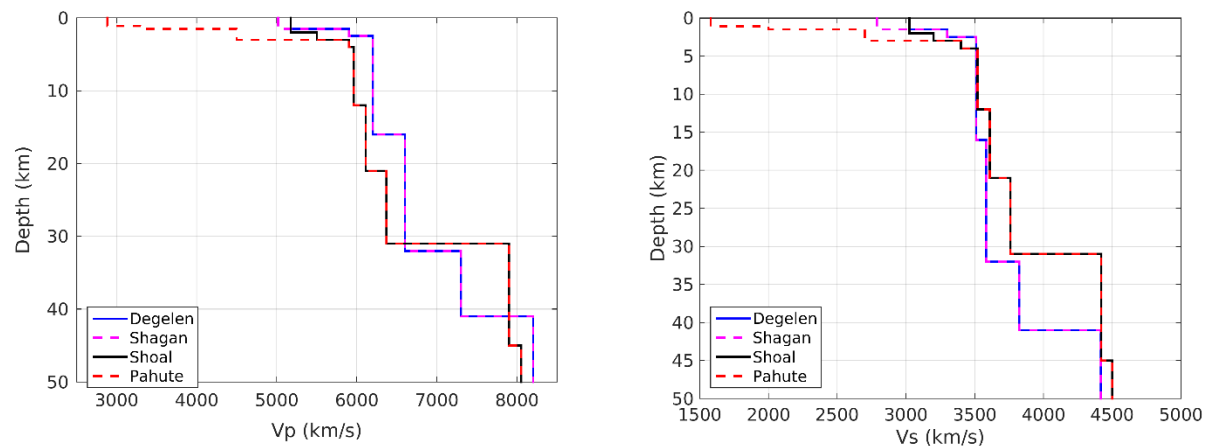 0
10
20
30
40
50
Depth (km)
3000 4000 5000 6000 7000 8000
Vp (km/s)
Degelen
Shagan
Shoal
Pahute
0
5
10
15
20
25
30
35
40
45
50
Depth (km)
1500 2000 2500 3000 3500 4000 4500 5000
Vs (km/s)
Degelen
Shagan
Shoal
Pahute